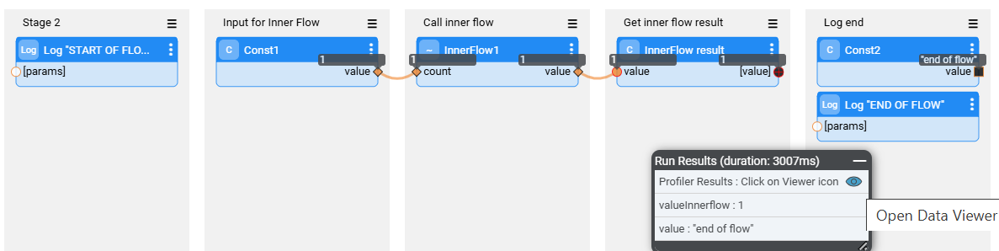 Stage 2
Input for Inner Flow
Call inner flow
Get inner flow result
Log end
Log Log "START OF FLO...
C Const1
~ InnerFlow1
C InnerFlow result
C Const2
1
1
1
1
1
"end of flow"
[params]
value
count
value
value
[value]
value
Log Log "END OF FLOW"
[params]
Run Results (duration: 3007ms)
Profiler Results : Click on Viewer icon
valueInnerflow : 1
value : "end of flow"
Open Data Viewer